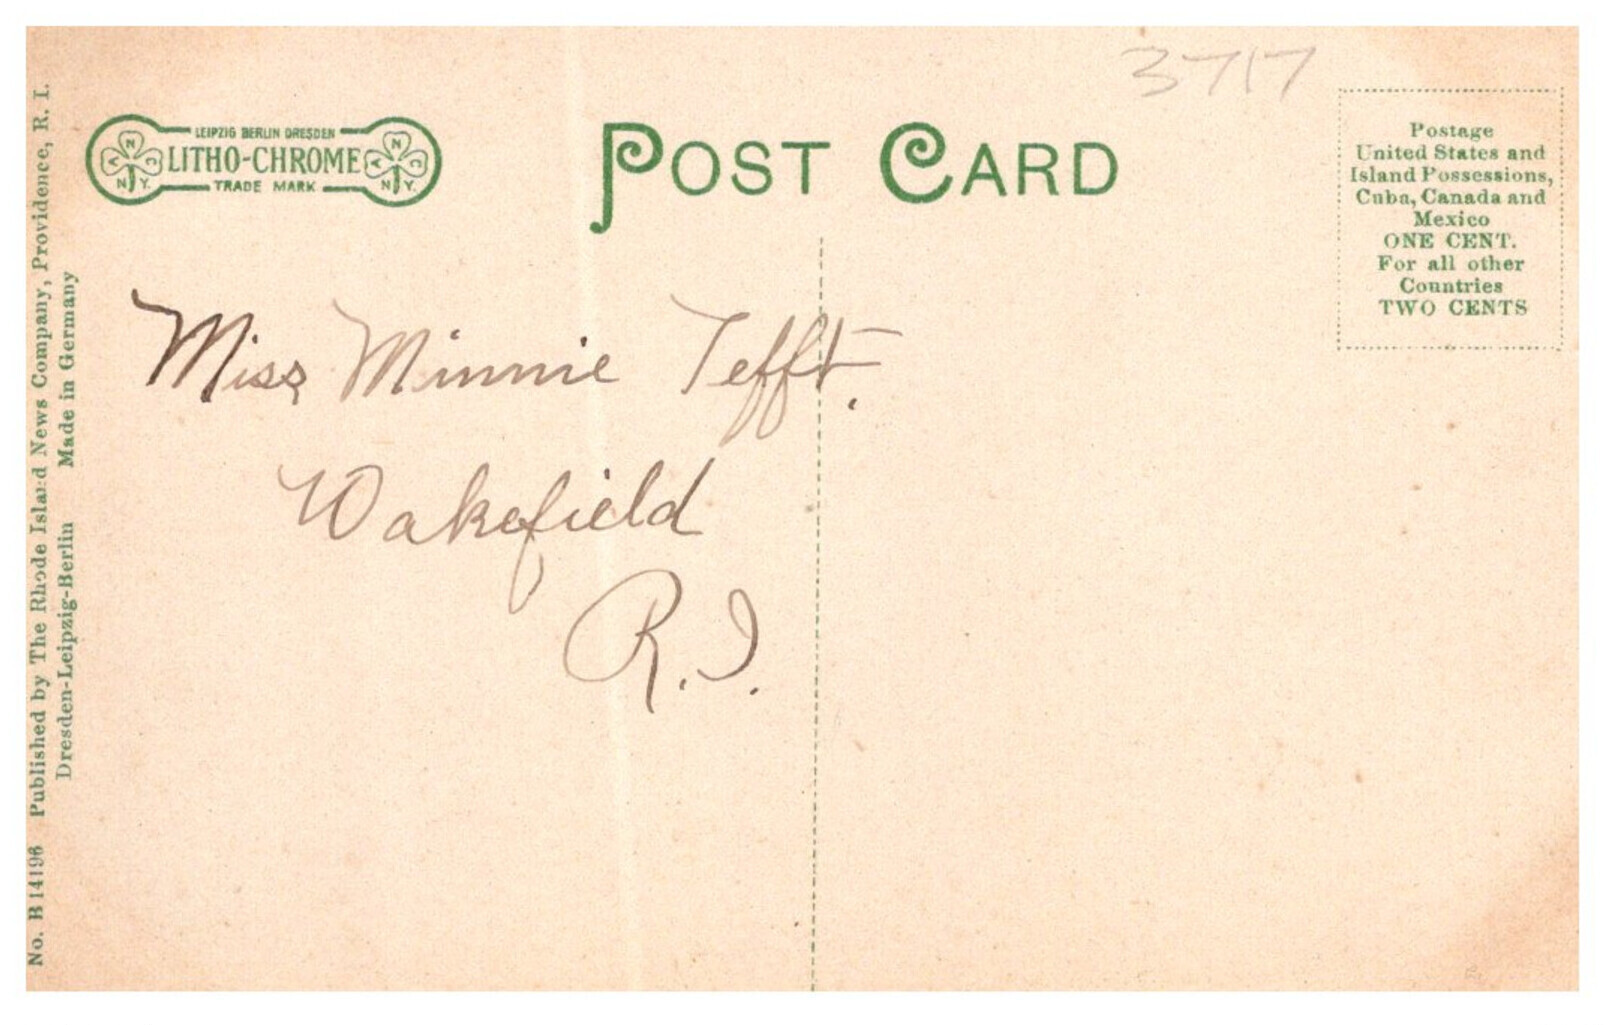 3717
LEIPZIG BERLIN DRESDEN
LITHO-CHROME
TRADE MARK
A N C
N.Y.
A N C
N.Y.
POST CARD
Postage
United States and
Island Possessions,
Cuba, Canada and
Mexico
ONE CENT.
For all other
Countries
TWO CENTS
Miss Minnie Tefft.
Wakefield
R.I.
No. B 14196 Published by The Rhode Island News Company, Providence, R. I.
Dresden-Leipzig-Berlin Made in Germany